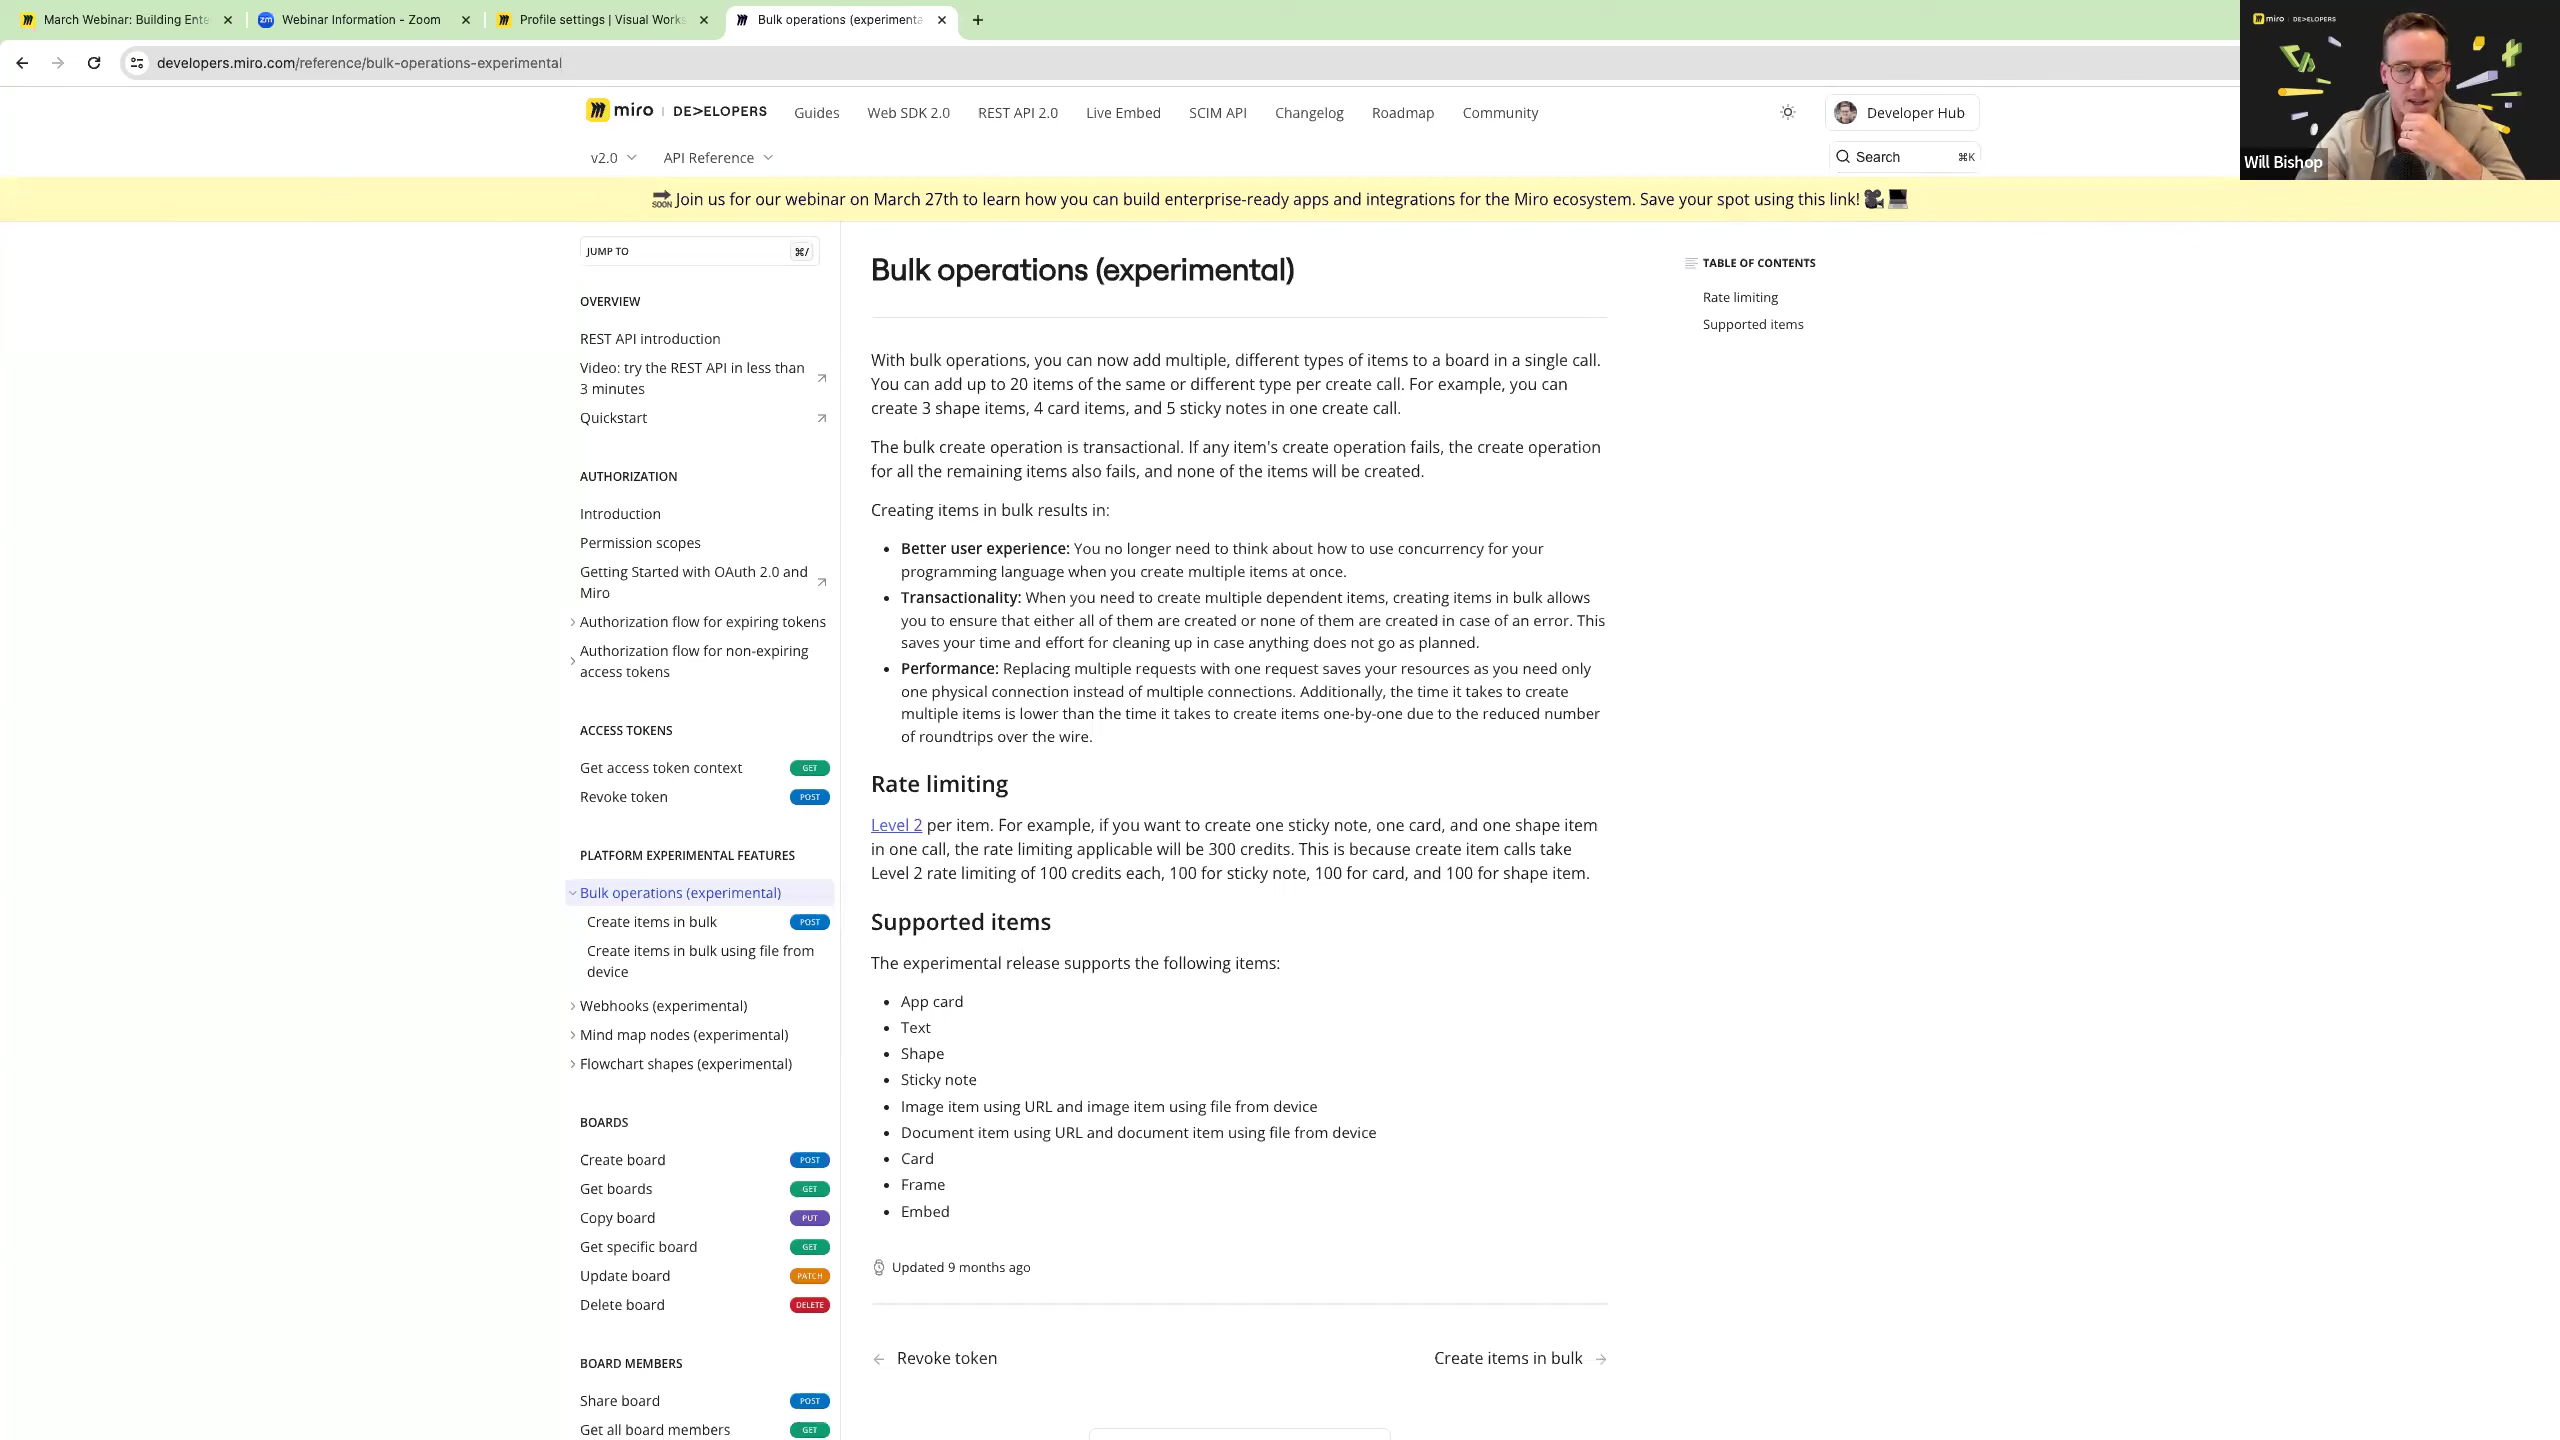 March Webinar: Building Ente
Webinar Information - Zoom
Profile settings | Visual Works
Bulk operations (experimenta
developers.miro.com/reference/bulk-operations-experimental
miro | DE>ELOPERS
Guides
Web SDK 2.0
REST API 2.0
Live Embed
SCIM API
Changelog
Roadmap
Community
Developer Hub
v2.0
API Reference
Search
⌘K
SOON Join us for our webinar on March 27th to learn how you can build enterprise-ready apps and integrations for the Miro ecosystem. Save your spot using this link!
miro | DE>ELOPERS
Will Bishop
JUMP TO
⌘/
OVERVIEW
REST API introduction
Video: try the REST API in less than
3 minutes
Quickstart
AUTHORIZATION
Introduction
Permission scopes
Getting Started with OAuth 2.0 and
Miro
Authorization flow for expiring tokens
Authorization flow for non-expiring
access tokens
ACCESS TOKENS
Get access token context GET
Revoke token POST
PLATFORM EXPERIMENTAL FEATURES
Bulk operations (experimental)
Create items in bulk POST
Create items in bulk using file from
device
Webhooks (experimental)
Mind map nodes (experimental)
Flowchart shapes (experimental)
BOARDS
Create board POST
Get boards GET
Copy board PUT
Get specific board GET
Update board PATCH
Delete board DELETE
BOARD MEMBERS
Share board POST
Get all board members GET
Bulk operations (experimental)
With bulk operations, you can now add multiple, different types of items to a board in a single call.
You can add up to 20 items of the same or different type per create call. For example, you can
create 3 shape items, 4 card items, and 5 sticky notes in one create call.
The bulk create operation is transactional. If any item's create operation fails, the create operation
for all the remaining items also fails, and none of the items will be created.
Creating items in bulk results in:
• Better user experience: You no longer need to think about how to use concurrency for your
programming language when you create multiple items at once.
• Transactionality: When you need to create multiple dependent items, creating items in bulk allows
you to ensure that either all of them are created or none of them are created in case of an error. This
saves your time and effort for cleaning up in case anything does not go as planned.
• Performance: Replacing multiple requests with one request saves your resources as you need only
one physical connection instead of multiple connections. Additionally, the time it takes to create
multiple items is lower than the time it takes to create items one-by-one due to the reduced number
of roundtrips over the wire.
Rate limiting
Level 2 per item. For example, if you want to create one sticky note, one card, and one shape item
in one call, the rate limiting applicable will be 300 credits. This is because create item calls take
Level 2 rate limiting of 100 credits each, 100 for sticky note, 100 for card, and 100 for shape item.
Supported items
The experimental release supports the following items:
• App card
• Text
• Shape
• Sticky note
• Image item using URL and image item using file from device
• Document item using URL and document item using file from device
• Card
• Frame
• Embed
Updated 9 months ago
← Revoke token
Create items in bulk →
TABLE OF CONTENTS
Rate limiting
Supported items